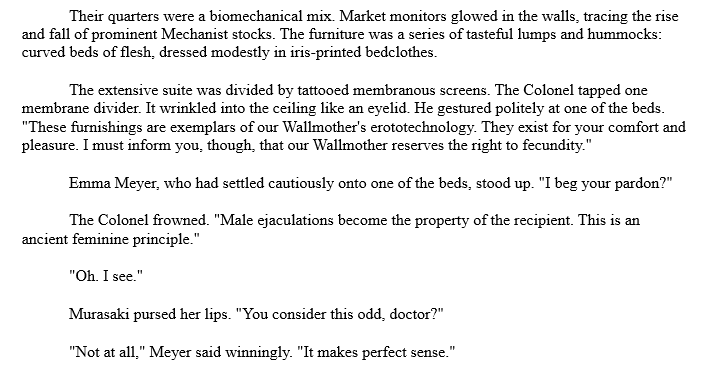 Their quarters were a biomechanical mix. Market monitors glowed in the walls, tracing the rise
and fall of prominent Mechanist stocks. The furniture was a series of tasteful lumps and hummocks:
curved beds of flesh, dressed modestly in iris-printed bedclothes.
The extensive suite was divided by tattooed membranous screens. The Colonel tapped one
membrane divider. It wrinkled into the ceiling like an eyelid. He gestured politely at one of the beds.
"These furnishings are exemplars of our Wallmother's erototechnology. They exist for your comfort and
pleasure. I must inform you, though, that our Wallmother reserves the right to fecundity."
Emma Meyer, who had settled cautiously onto one of the beds, stood up. "I beg your pardon?"
The Colonel frowned. "Male ejaculations become the property of the recipient. This is an
ancient feminine principle."
"Oh. I see."
Murasaki pursed her lips. "You consider this odd, doctor?"
"Not at all," Meyer said winningly. "It makes perfect sense."